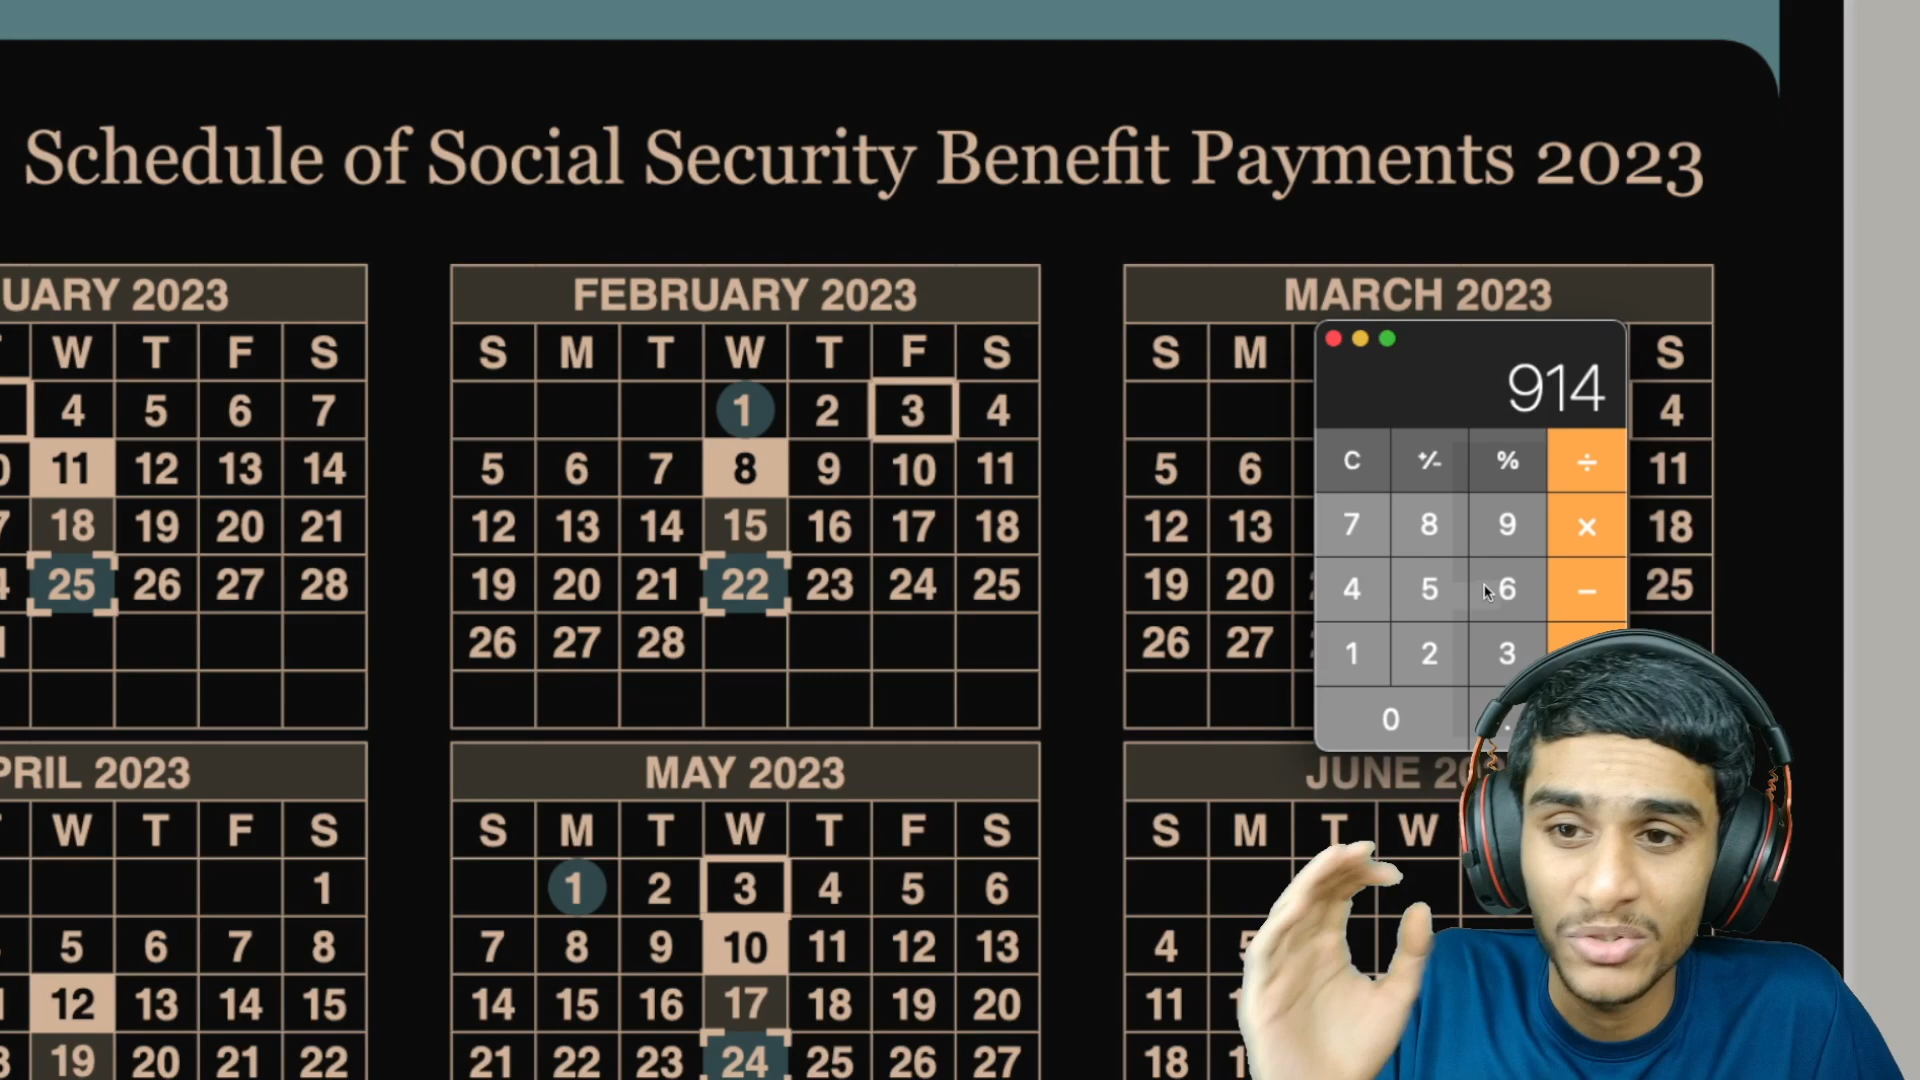 Schedule of Social Security Benefit Payments 2023
UARY 2023
W T F S
4 5 6 7
11 12 13 14
18 19 20 21
25 26 27 28
FEBRUARY 2023
S M T W T F S
1 2 3 4
5 6 7 8 9 10 11
12 13 14 15 16 17 18
19 20 21 22 23 24 25
26 27 28
MARCH 2023
S M S
4
5 6 11
12 13 18
19 20 25
26 27
914
C +/- % ÷
7 8 9 ×
4 5 6 −
1 2 3
0 .
PRIL 2023
W T F S
1
5 6 7 8
12 13 14 15
19 20 21 22
MAY 2023
S M T W T F S
1 2 3 4 5 6
7 8 9 10 11 12 13
14 15 16 17 18 19 20
21 22 23 24 25 26 27
JUNE 20
S M T W
4 5
11 1
18 1